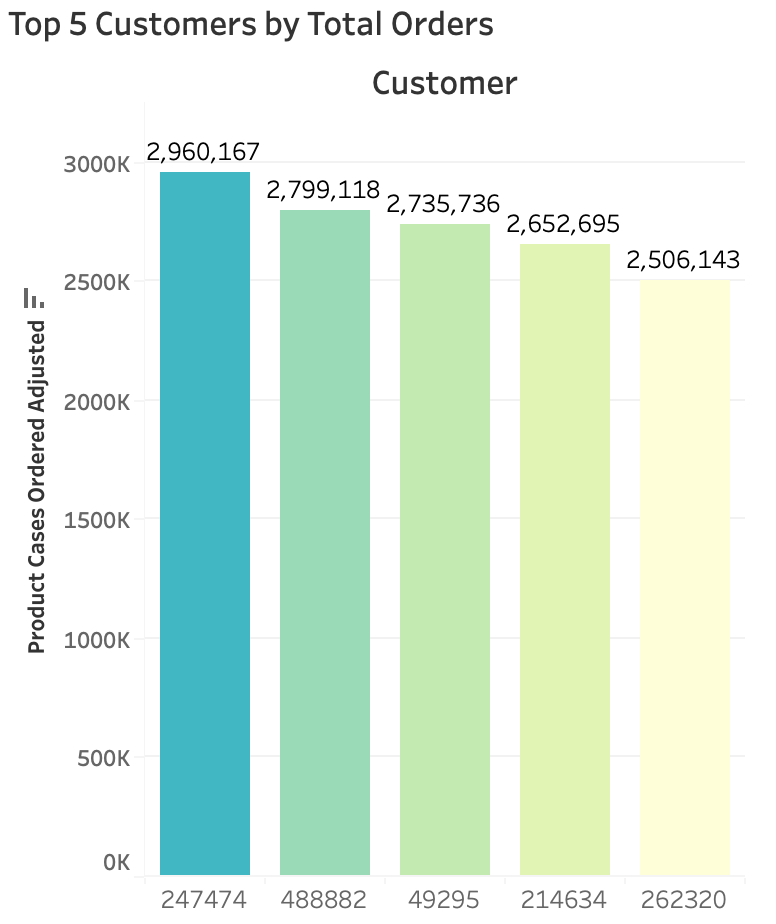 Top 5 Customers by Total Orders
Customer
Product Cases Ordered Adjusted
3000K
2500K
2000K
1500K
1000K
500K
0K
2,960,167
2,799,118
2,735,736
2,652,695
2,506,143
247474
488882
49295
214634
262320